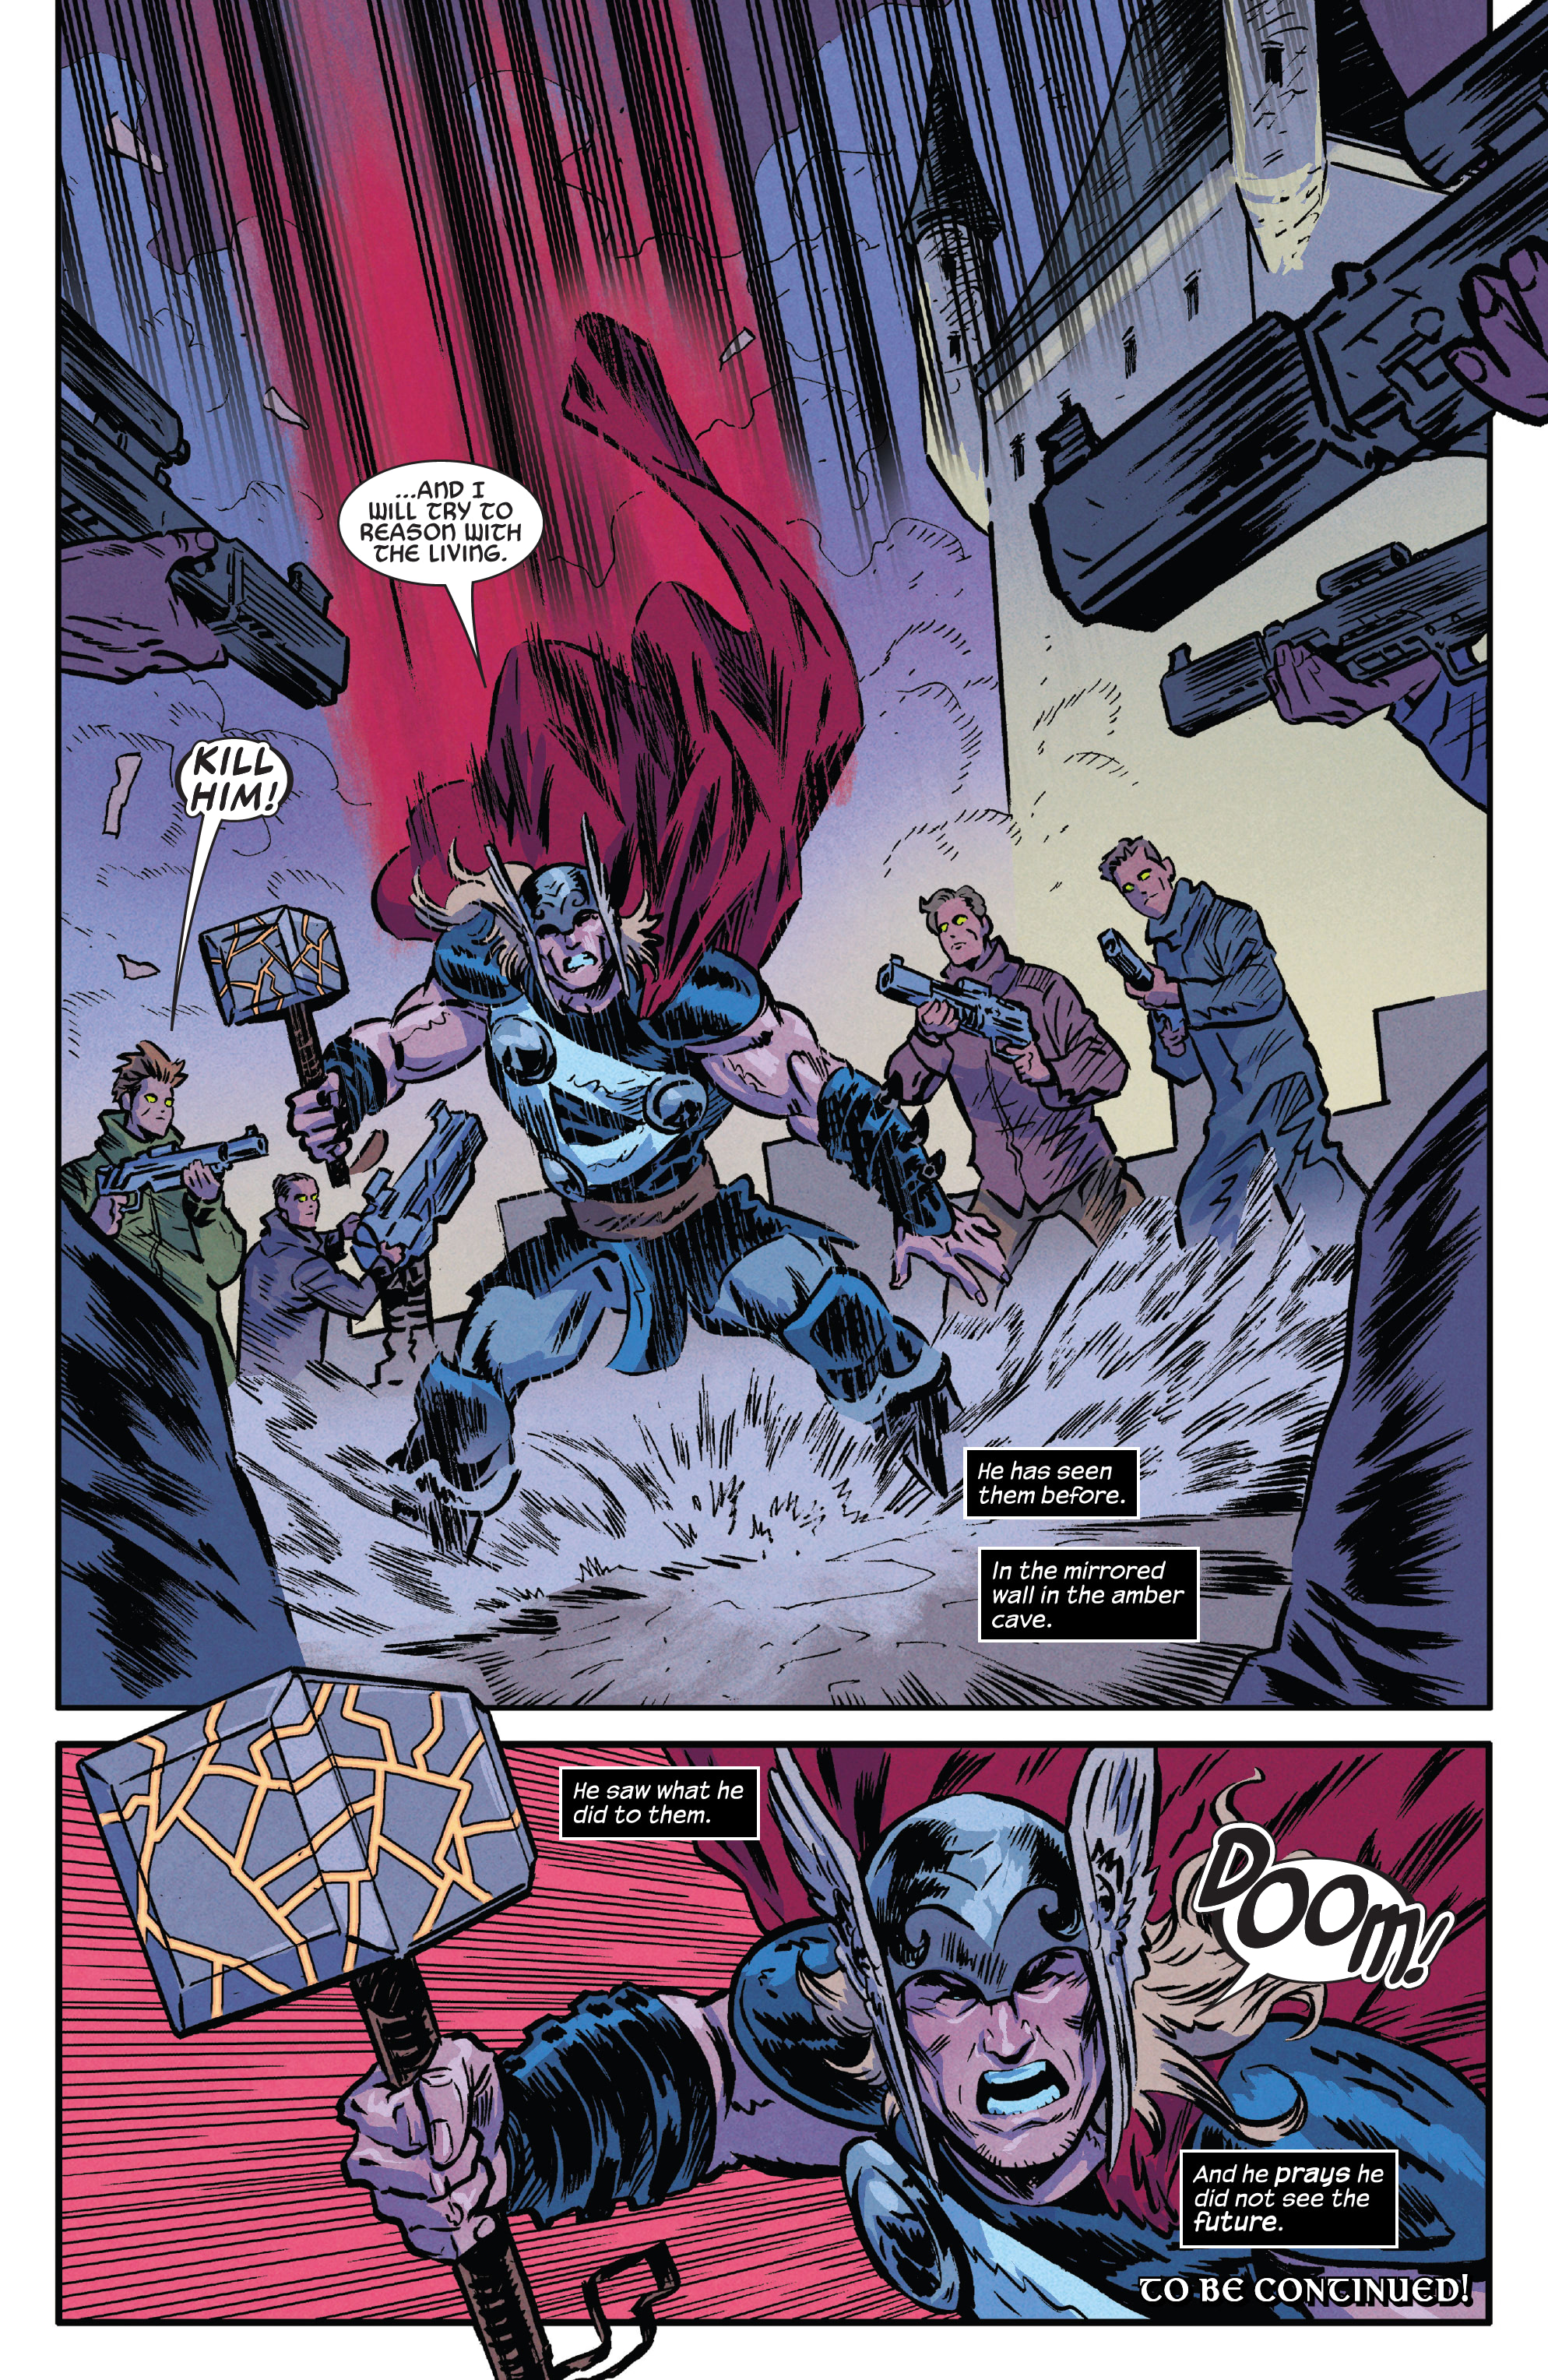 ...AND I
WILL TRY TO
REASON WITH
THE LIVING.
KILL
HIM!
He has seen
them before.
In the mirrored
wall in the amber
cave.
He saw what he
did to them.
DOOM!
And he prays he
did not see the
future.
TO BE CONTINUED!